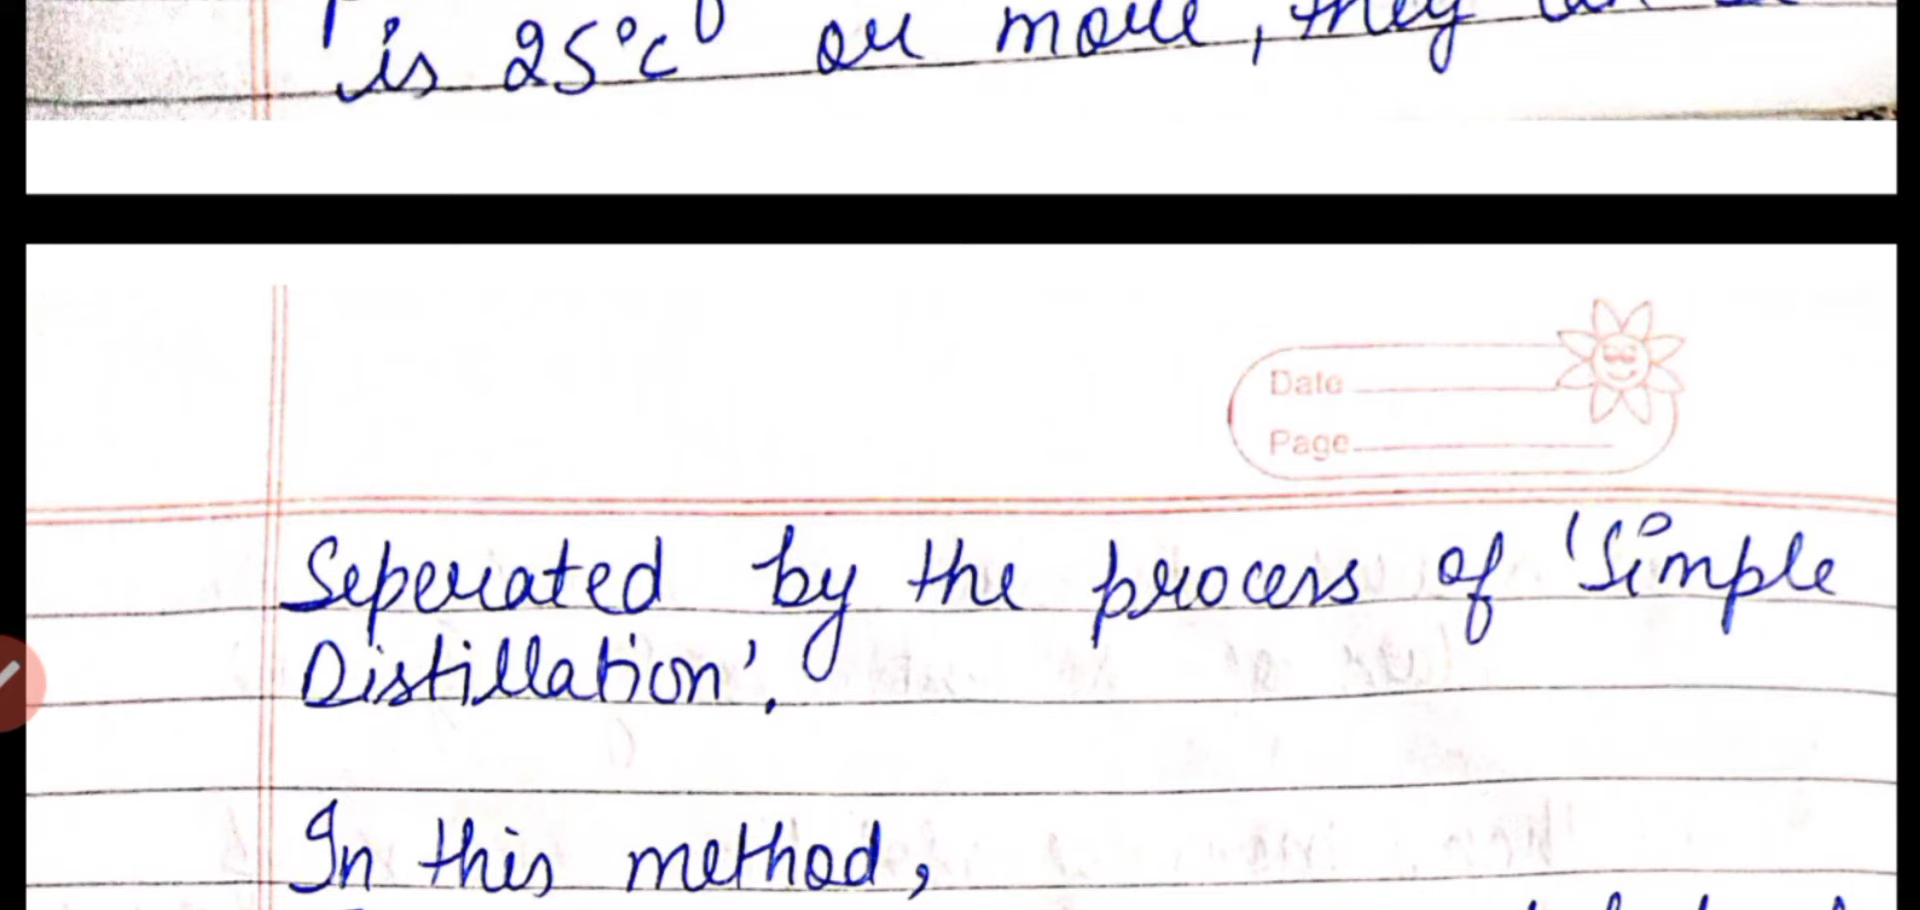 is 25°c or more, they
Date
Page
Seperated by the process of 'Simple
Distillation'.
In this method,